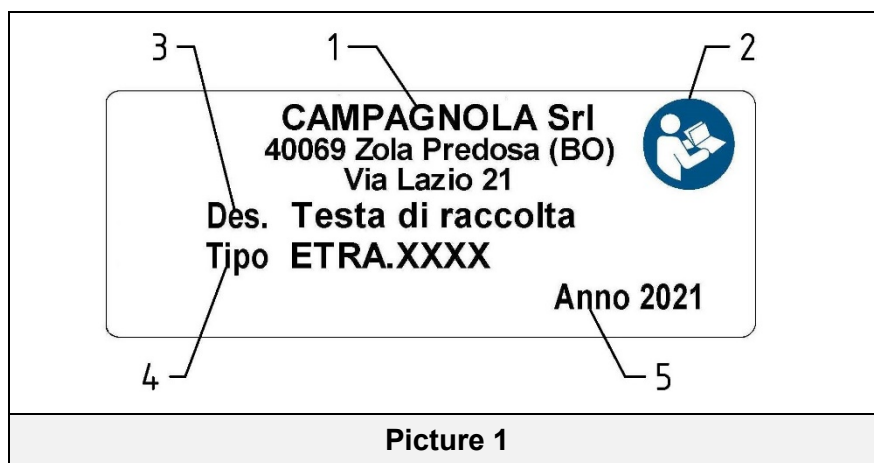 3 1 2
CAMPAGNOLA Srl
40069 Zola Predosa (BO)
Via Lazio 21
Des. Testa di raccolta
Tipo ETRA.XXXX
Anno 2021
4 5
Picture 1